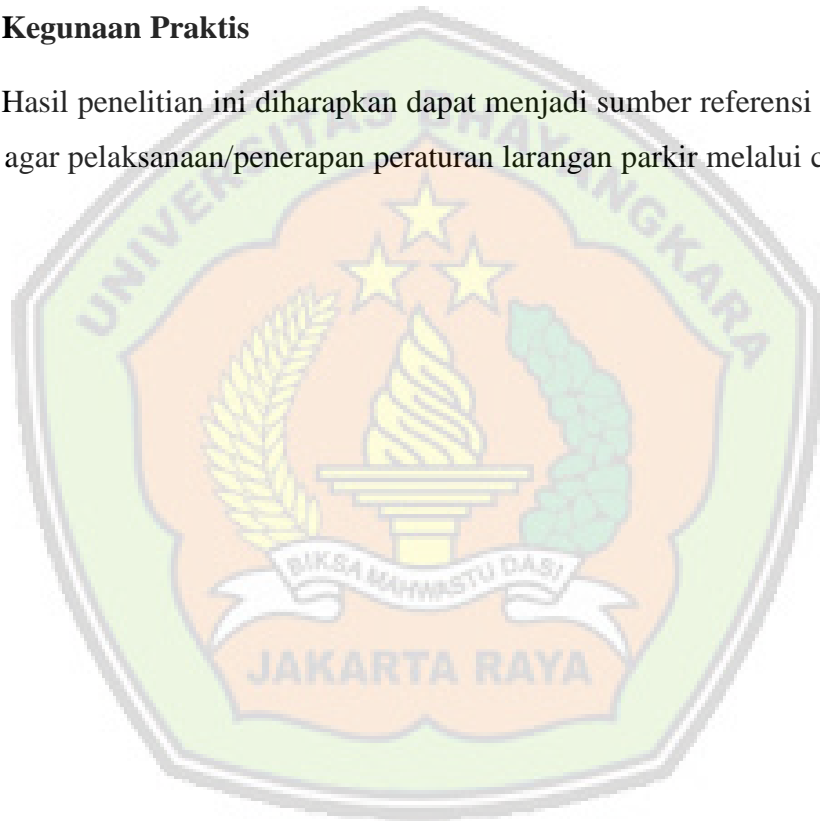 Kegunaan Praktis
Hasil penelitian ini diharapkan dapat menjadi sumber referensi
agar pelaksanaan/penerapan peraturan larangan parkir melalui
UNIVERSITAS BHAYANGKARA
BIKSA MAHWASTU DASI
JAKARTA RAYA